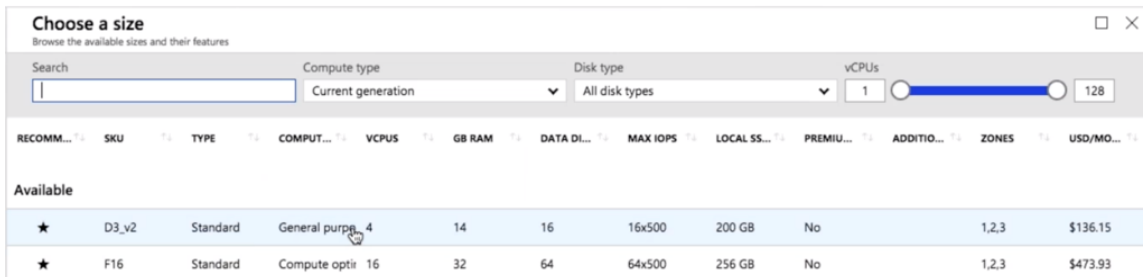 Choose a size
Browse the available sizes and their features
Search Compute type Disk type vCPUs
Current generation All disk types 1 128
RECOMM... SKU TYPE COMPUT... VCPUS GB RAM DATA DI... MAX IOPS LOCAL SS... PREMIU... ADDITIO... ZONES USD/MO...
Available
★ D3_v2 Standard General purpo 4 14 16 16x500 200 GB No 1,2,3 $136.15
★ F16 Standard Compute optir 16 32 64 64x500 256 GB No 1,2,3 $473.93